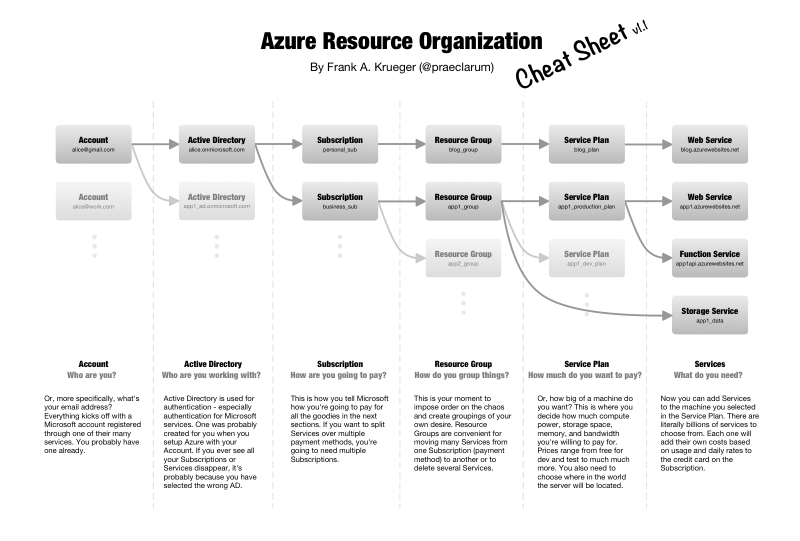 Azure Resource Organization
Cheat Sheet v1.1
By Frank A. Krueger (@praeclarum)
Account
alice@gmail.com
Active Directory
alice.onmicrosoft.com
Subscription
personal_sub
Resource Group
blog_group
Service Plan
blog_plan
Web Service
blog.azurewebsites.net
Account
alice@work.com
Active Directory
app1_ad.onmicrosoft.com
Subscription
business_sub
Resource Group
app1_group
Service Plan
app1_production_plan
Web Service
app1.azurewebsites.net
Resource Group
app2_group
Service Plan
app1_dev_plan
Function Service
app1api.azurewebsites.net
Storage Service
app1_data
Account
Who are you?
Or, more specifically, what's
your email address?
Everything kicks off with a
Microsoft account registered
through one of their many
services. You probably have
one already.
Active Directory
Who are you working with?
Active Directory is used for
authentication - especially
authentication for Microsoft
services. One was probably
created for you when you
setup Azure with your
Account. If you ever see all
your Subscriptions or
Services disappear, it's
probably because you have
selected the wrong AD.
Subscription
How are you going to pay?
This is how you tell Microsoft
how you're going to pay for
all the goodies in the next
sections. If you want to split
Services over multiple
payment methods, you're
going to need multiple
Subscriptions.
Resource Group
How do you group things?
This is your moment to
impose order on the chaos
and create groupings of your
own desire. Resource
Groups are convenient for
moving many Services from
one Subscription (payment
method) to another or to
delete several Services.
Service Plan
How much do you want to pay?
Or, how big of a machine do
you want? This is where you
decide how much compute
power, storage space,
memory, and bandwidth
you're willing to pay for.
Prices range from free for
dev and test to much much
more. You also need to
choose where in the world
the server will be located.
Services
What do you need?
Now you can add Services
to the machine you selected
in the Service Plan. There are
literally billions of services to
choose from. Each one will
add their own costs based
on usage and daily rates to
the credit card on the
Subscription.